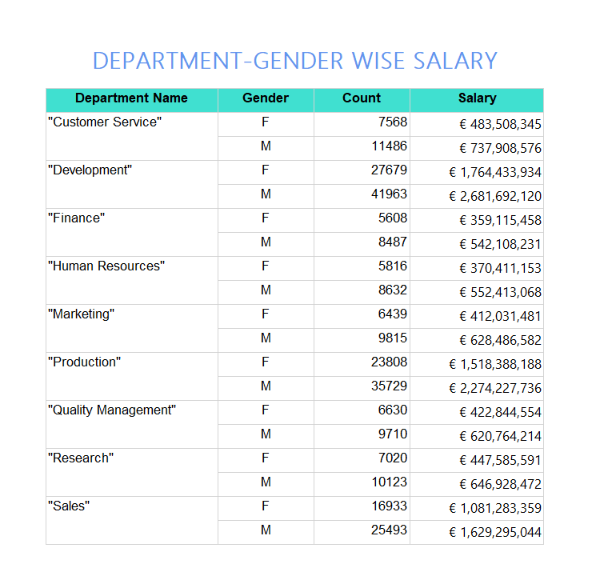 DEPARTMENT-GENDER WISE SALARY
Department Name Gender Count Salary
"Customer Service" F 7568 € 483,508,345
M 11486 € 737,908,576
"Development" F 27679 € 1,764,433,934
M 41963 € 2,681,692,120
"Finance" F 5608 € 359,115,458
M 8487 € 542,108,231
"Human Resources" F 5816 € 370,411,153
M 8632 € 552,413,068
"Marketing" F 6439 € 412,031,481
M 9815 € 628,486,582
"Production" F 23808 € 1,518,388,188
M 35729 € 2,274,227,736
"Quality Management" F 6630 € 422,844,554
M 9710 € 620,764,214
"Research" F 7020 € 447,585,591
M 10123 € 646,928,472
"Sales" F 16933 € 1,081,283,359
M 25493 € 1,629,295,044